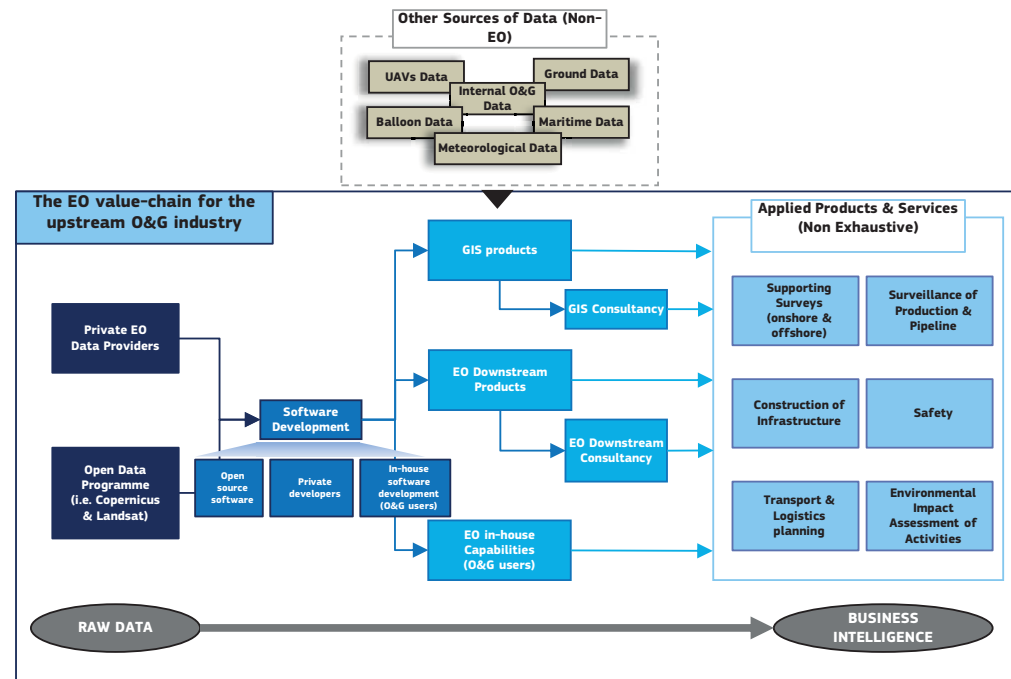 Other Sources of Data (Non-
EO)
UAVs Data
Ground Data
Internal O&G
Data
Balloon Data
Maritime Data
Meteorological Data
The EO value-chain for the
upstream O&G industry
Applied Products & Services
(Non Exhaustive)
GIS products
GIS Consultancy
Supporting
Surveys
(onshore &
offshore)
Surveillance of
Production &
Pipeline
Private EO
Data Providers
EO Downstream
Products
Software
Development
EO Downstream
Consultancy
Construction of
Infrastructure
Safety
Open Data
Programme
(i.e. Copernicus
& Landsat)
Open
source
software
Private
developers
In-house
software
development
(O&G users)
EO in-house
Capabilities
(O&G users)
Transport &
Logistics
planning
Environmental
Impact
Assessment of
Activities
RAW DATA
BUSINESS
INTELLIGENCE